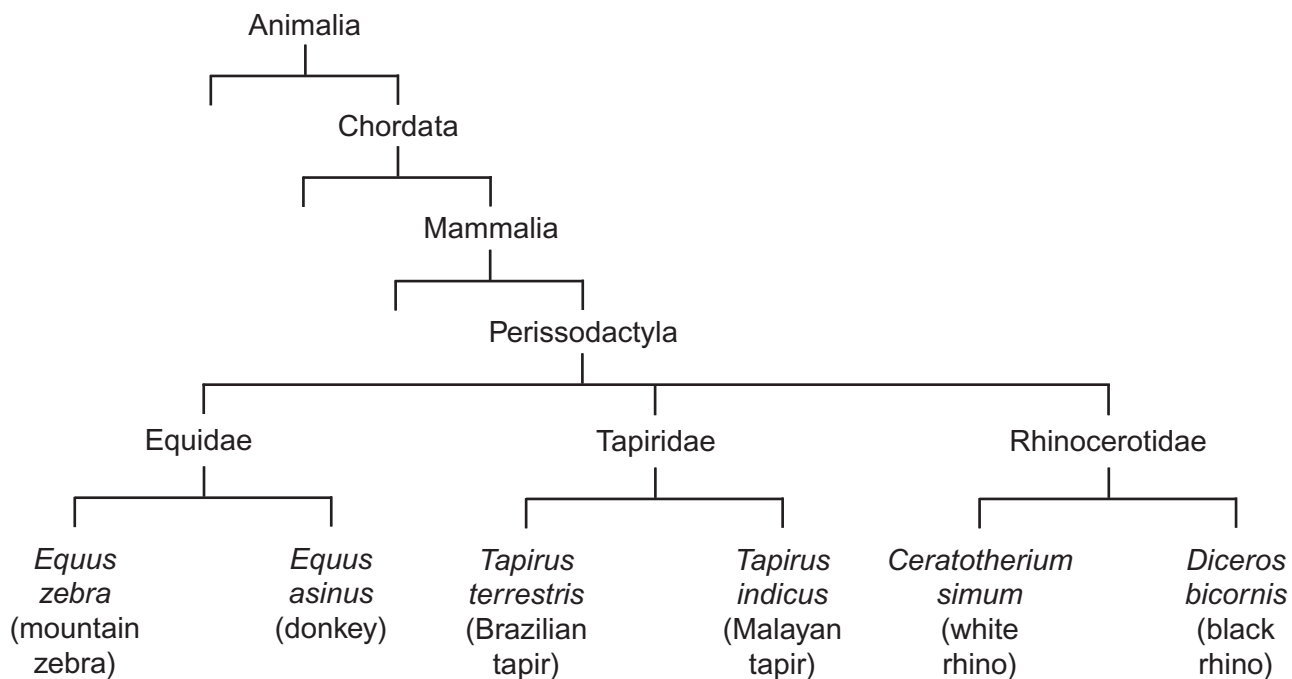 Animalia
Chordata
Mammalia
Perissodactyla
Equidae
Tapiridae
Rhinocerotidae
Equus
zebra
(mountain
zebra)
Equus
asinus
(donkey)
Tapirus
terrestris
(Brazilian
tapir)
Tapirus
indicus
(Malayan
tapir)
Ceratotherium
simum
(white
rhino)
Diceros
bicornis
(black
rhino)